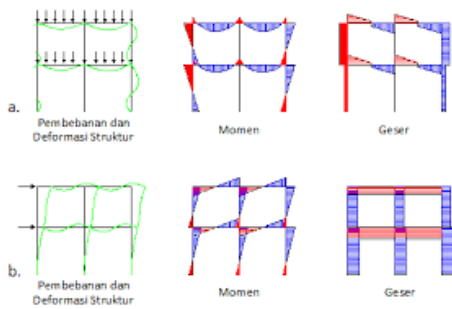 a.
Pembebanan dan
Deformasi Struktur
Momen
Geser
b.
Pembebanan dan
Deformasi Struktur
Momen
Geser